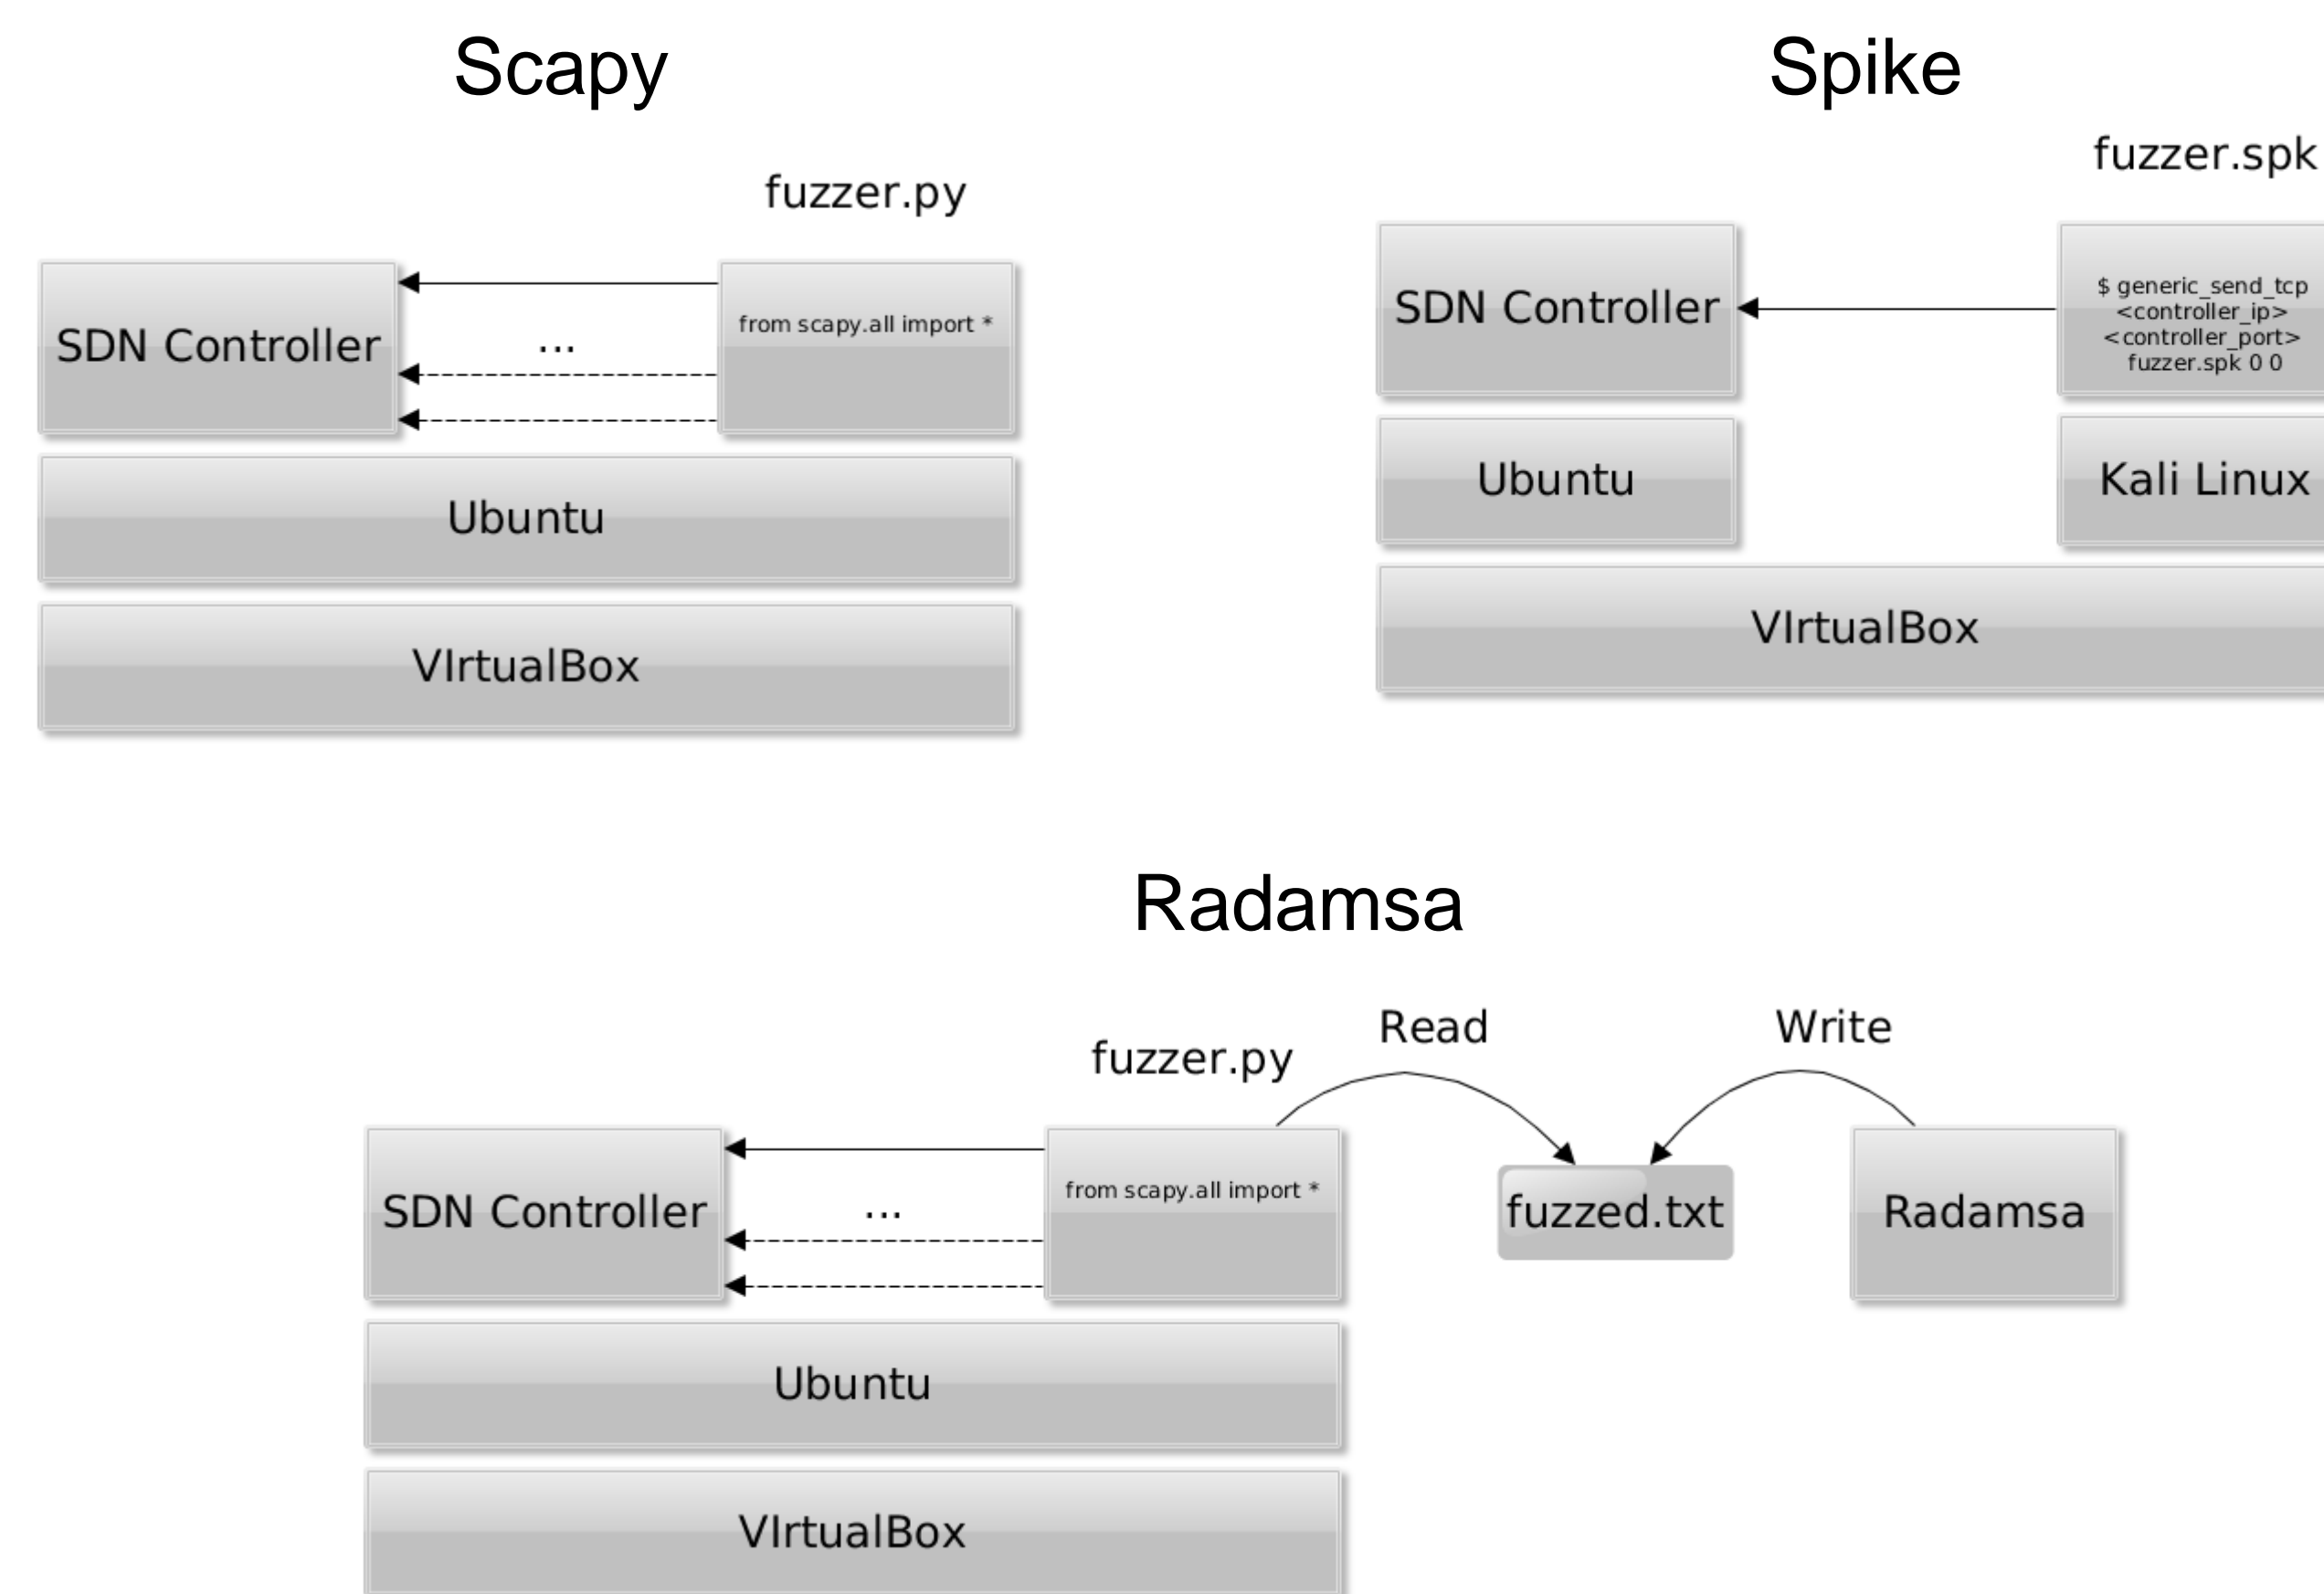 Scapy
fuzzer.py
SDN Controller
...
from scapy.all import *
Ubuntu
VIrtualBox
Spike
fuzzer.spk
SDN Controller
$ generic_send_tcp
<controller_ip>
<controller_port>
fuzzer.spk 0 0
Ubuntu
Kali Linux
VIrtualBox
Radamsa
Read
Write
fuzzer.py
SDN Controller
...
from scapy.all import *
fuzzed.txt
Radamsa
Ubuntu
VIrtualBox